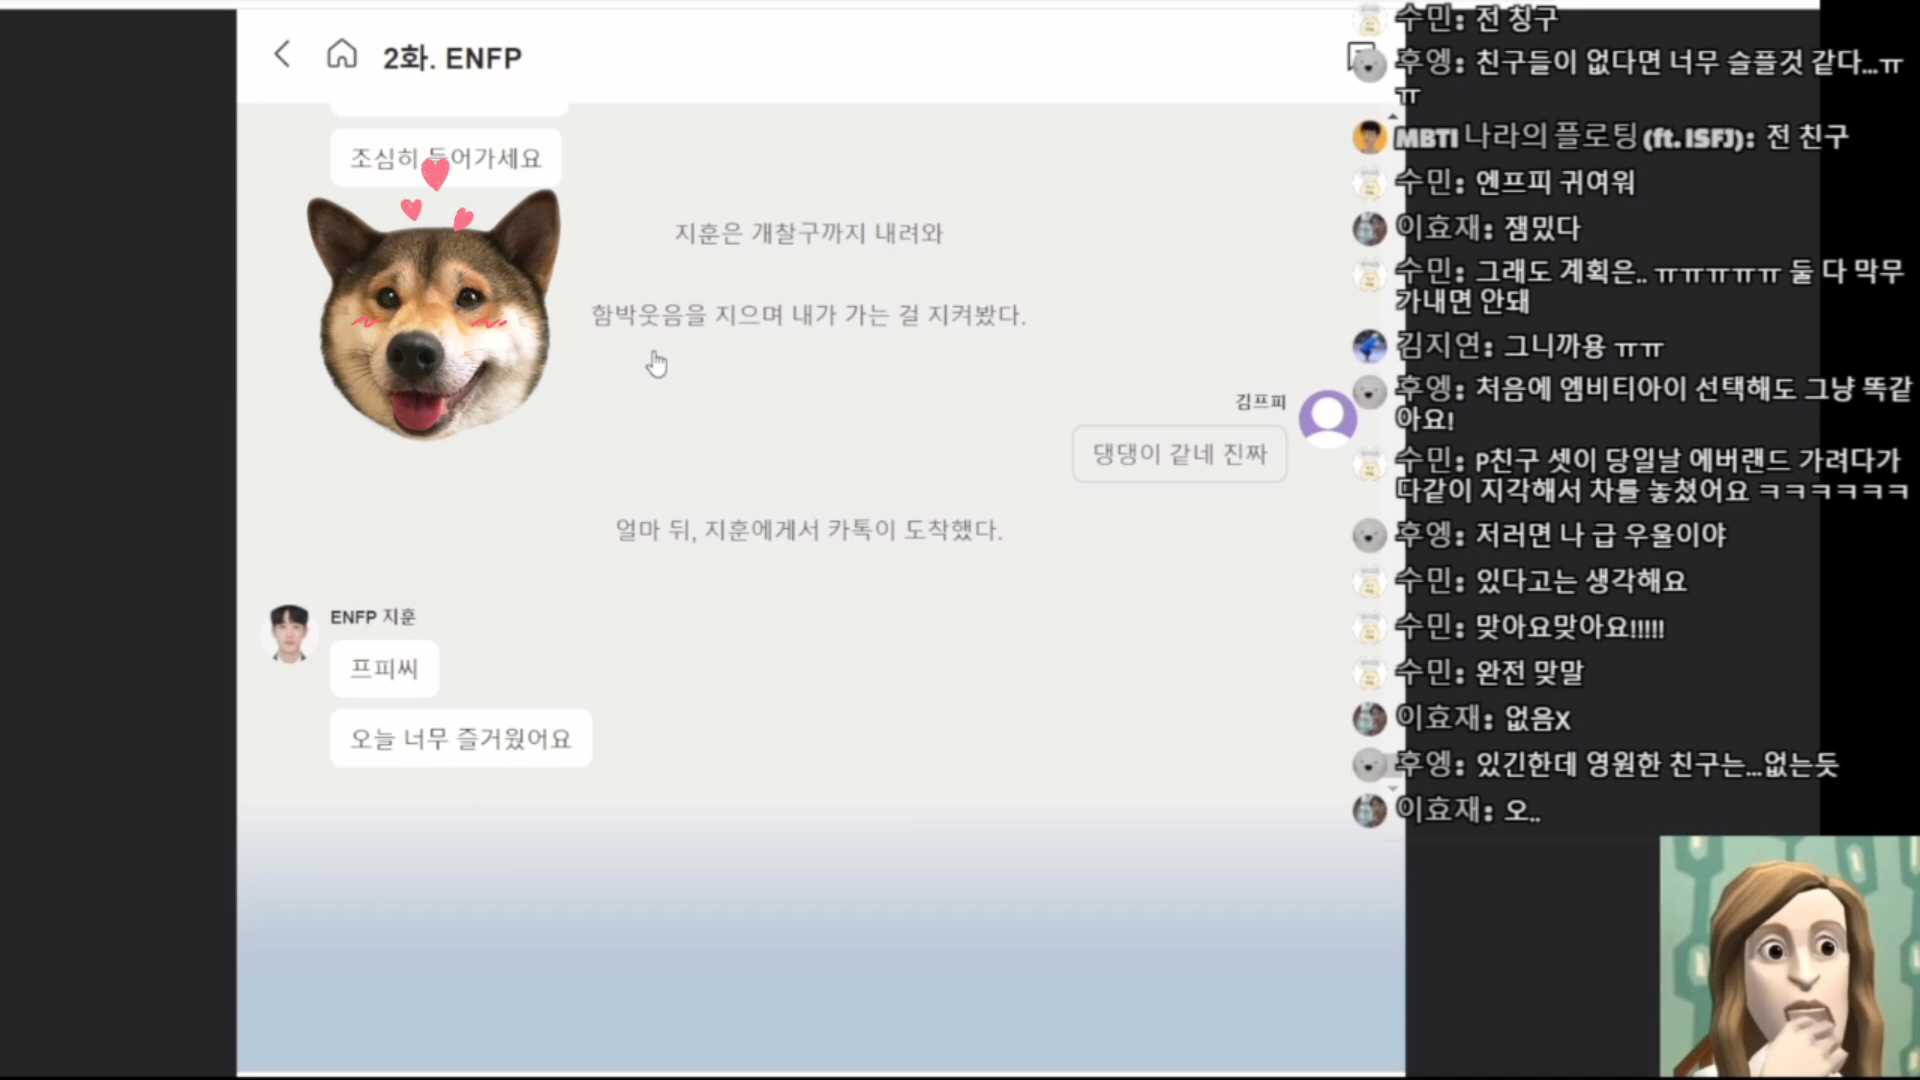 2화. ENFP
조심히 들어가세요
지훈은 개찰구까지 내려와
함박웃음을 지으며 내가 가는 걸 지켜봤다.
김프피
댕댕이 같네 진짜
얼마 뒤, 지훈에게서 카톡이 도착했다.
ENFP 지훈
프피씨
오늘 너무 즐거웠어요
수민: 전 칭구
후엥: 친구들이 없다면 너무 슬플것 같다...ㅠ
ㅠ
MBTI 나라의 플로팅 (ft. ISFJ): 전 친구
수민: 엔프피 귀여워
이효재: 잼밌다
수민: 그래도 계획은.. ㅠㅠㅠㅠㅠ 둘 다 막무
가내면 안돼
김지연: 그니까용 ㅠㅠ
후엥: 처음에 엠비티아이 선택해도 그냥 똑같
아요!
수민: P친구 셋이 당일날 에버랜드 가려다가
다같이 지각해서 차를 놓쳤어요 ㅋㅋㅋㅋㅋㅋ
후엥: 저러면 나 급 우울이야
수민: 있다고는 생각해요
수민: 맞아요맞아요!!!!!
수민: 완전 맞말
이효재: 없음X
후엥: 있긴한데 영원한 친구는...없는듯
이효재: 오..